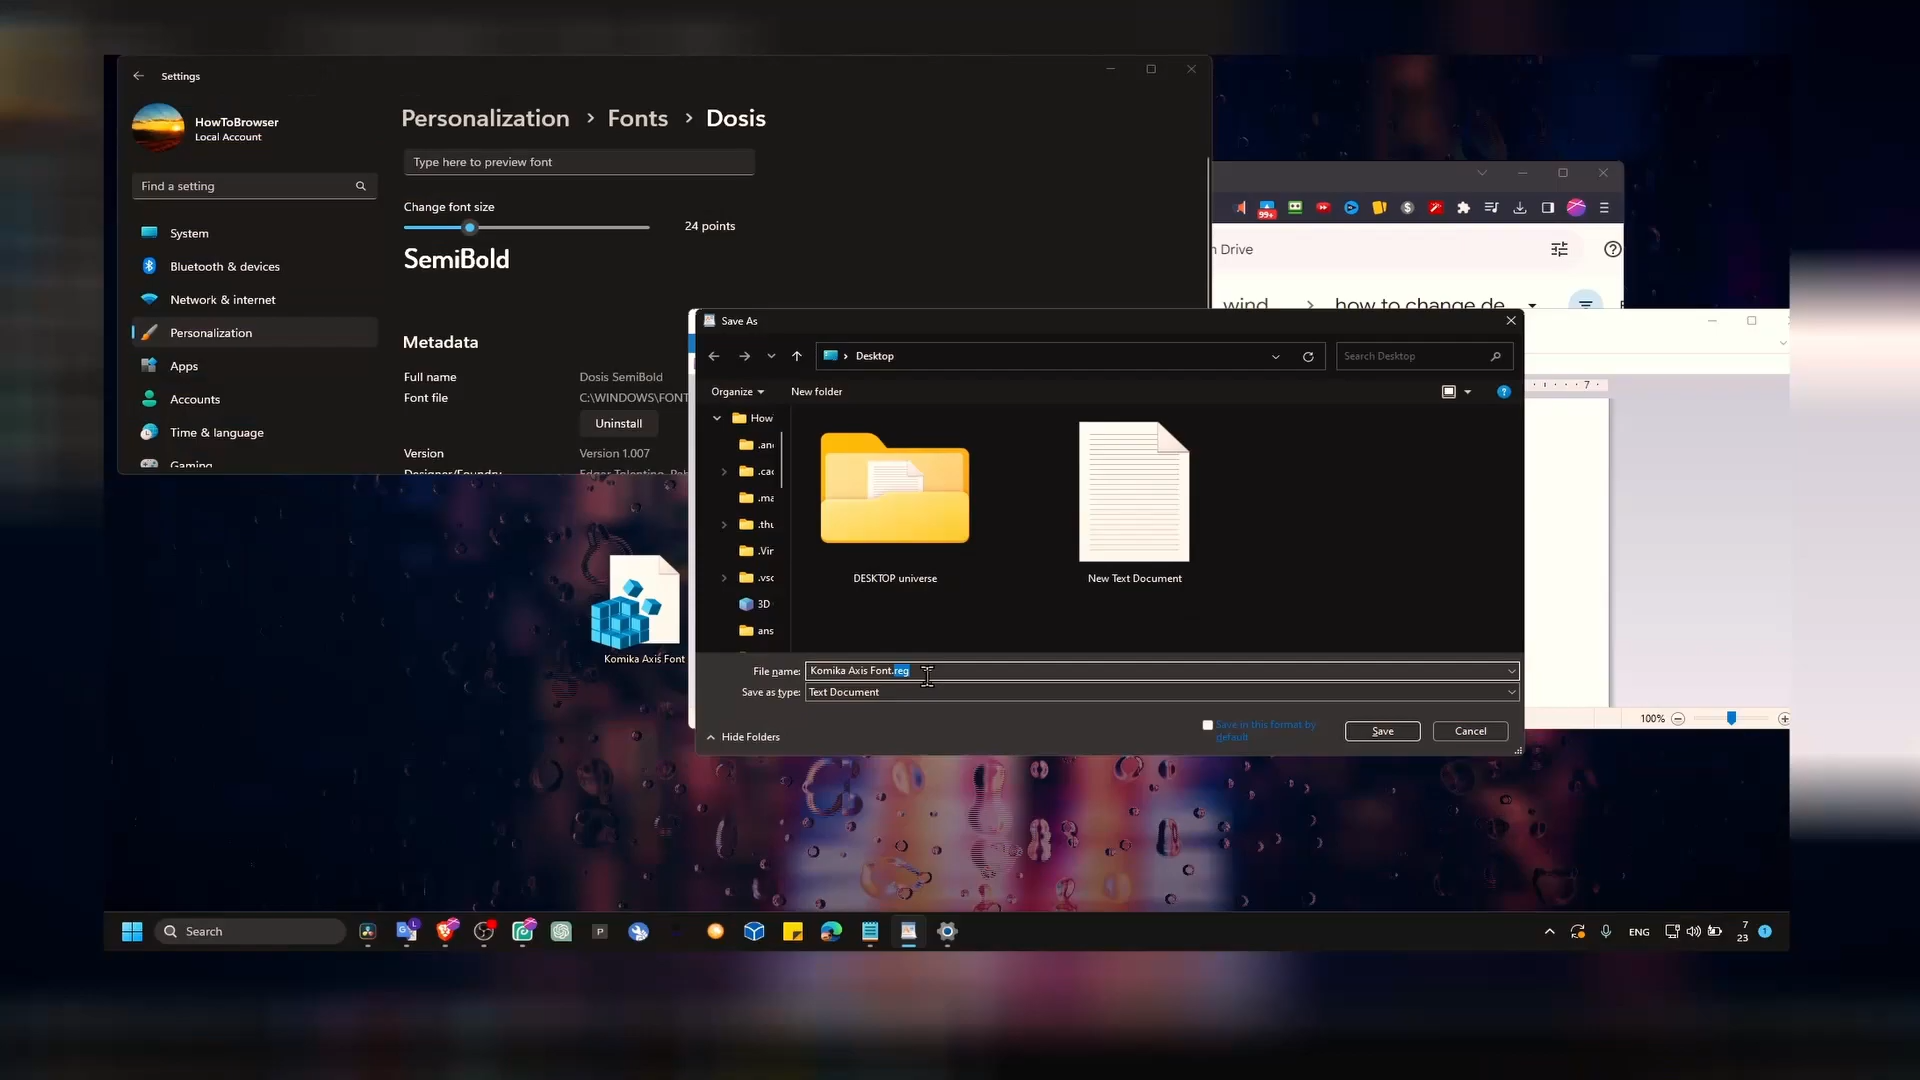 Settings
HowToBrowser
Local Account
Find a setting
System
Bluetooth & devices
Network & internet
Personalization
Apps
Accounts
Time & language
Gaming
Personalization > Fonts > Dosis
Type here to preview font
Change font size
24 points
SemiBold
Metadata
Full name Dosis SemiBold
Font file C:\WINDOWS\FONT
Uninstall
Version Version 1.007
Designer/Foundry
99+
n Drive
wind > how to change de
7
Save As
Desktop
Search Desktop
Organize
New folder
How
.an
.cac
.ma
.thu
.Vir
.vsc
3D
ans
DESKTOP universe
New Text Document
File name: Komika Axis Font.reg
Save as type: Text Document
Save in this format by
default
Hide Folders
Save
Cancel
100%
Komika Axis Font
Search
P
ENG
7
23
1